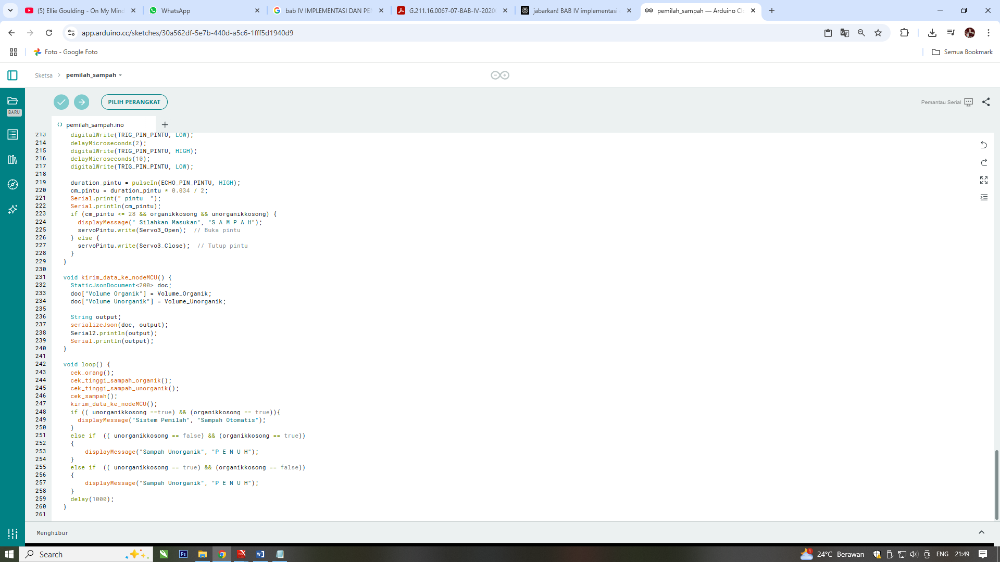 (5) Ellie Goulding - On My Mind
WhatsApp
bab IV IMPLEMENTASI DAN PE
G.211.16.0067-07-BAB-IV-2020
jabarkan! BAB IV implementasi
pemilah_sampah — Arduino Cl
app.arduino.cc/sketches/30a562df-5e7b-440d-a5c6-1fff5d1940d9
Foto - Google Foto
Semua Bookmark
Sketsa > pemilah_sampah
BARU
PILIH PERANGKAT
Pemantau Serial
pemilah_sampah.ino
213 digitalWrite(TRIG_PIN_PINTU, LOW);
214 delayMicroseconds(2);
215 digitalWrite(TRIG_PIN_PINTU, HIGH);
216 delayMicroseconds(10);
217 digitalWrite(TRIG_PIN_PINTU, LOW);
218
219 duration_pintu = pulseIn(ECHO_PIN_PINTU, HIGH);
220 cm_pintu = duration_pintu * 0.034 / 2;
221 Serial.print(" pintu  ");
222 Serial.println(cm_pintu);
223 if (cm_pintu <= 28 && organikkosong && unorganikkosong) {
224 displayMessage(" Silahkan Masukan", "S A M P A H");
225 servoPintu.write(Servo3_Open);  // Buka pintu
226 } else {
227 servoPintu.write(Servo3_Close);  // Tutup pintu
228 }
229 }
230
231 void kirim_data_ke_nodeMCU() {
232 StaticJsonDocument<200> doc;
233 doc["Volume Organik"] = Volume_Organik;
234 doc["Volume Unorganik"] = Volume_Unorganik;
235
236 String output;
237 serializeJson(doc, output);
238 Serial2.println(output);
239 Serial.println(output);
240 }
241
242 void loop() {
243 cek_orang();
244 cek_tinggi_sampah_organik();
245 cek_tinggi_sampah_unorganik();
246 cek_sampah();
247 kirim_data_ke_nodeMCU();
248 if (( unorganikkosong ==true) && (organikkosong == true)){
249 displayMessage("Sistem Pemilah", "Sampah Otomatis");
250 }
251 else if  (( unorganikkosong == false) && (organikkosong == true))
252 {
253 displayMessage("Sampah Unorganik", "P E N U H");
254 }
255 else if  (( unorganikkosong == true) && (organikkosong == false))
256 {
257 displayMessage("Sampah Unorganik", "P E N U H");
258 }
259 delay(1000);
260 }
261
Menghibur
Search
Ps
1
24°C Berawan
ENG
21:49